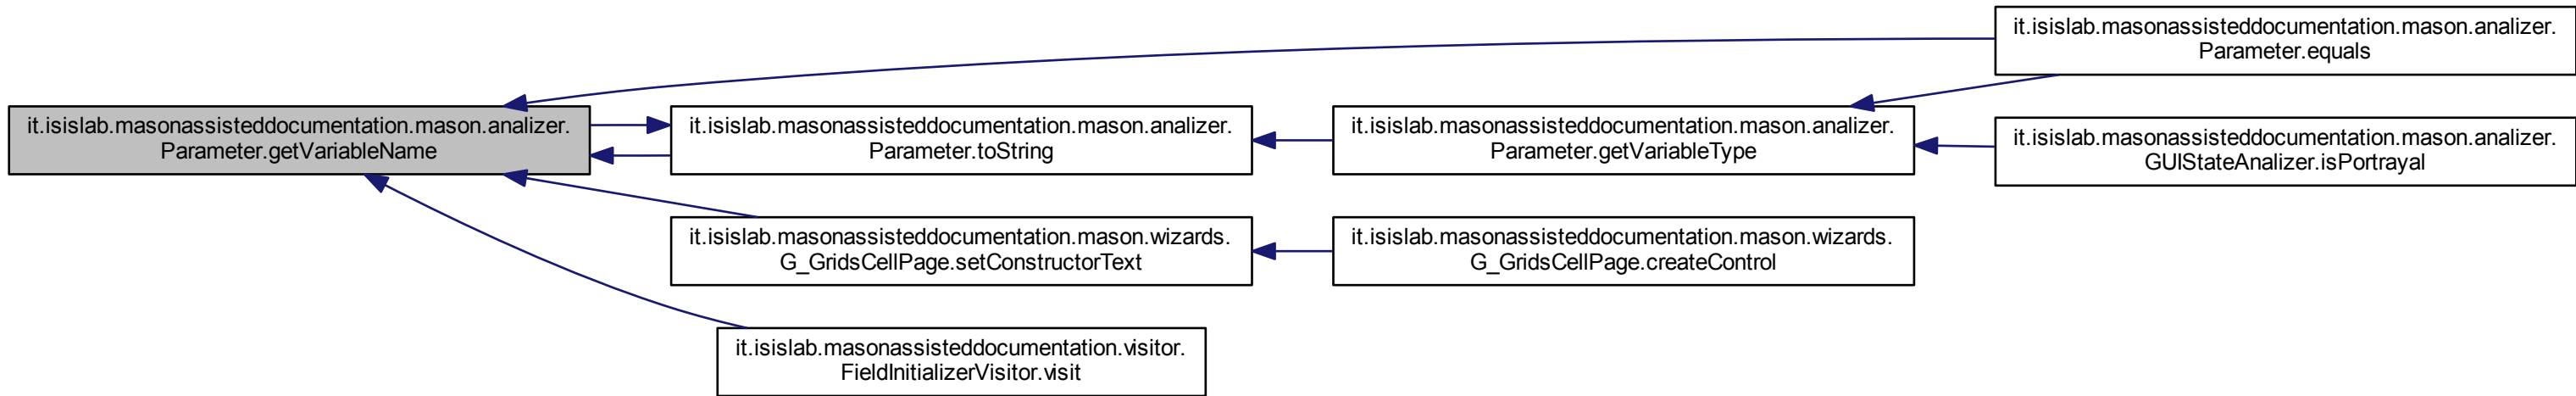 it.isislab.masonassisteddocumentation.mason.analizer.
Parameter.equals
it.isislab.masonassisteddocumentation.mason.analizer.
Parameter.getVariableName
it.isislab.masonassisteddocumentation.mason.analizer.
Parameter.toString
it.isislab.masonassisteddocumentation.mason.analizer.
Parameter.getVariableType
it.isislab.masonassisteddocumentation.mason.analizer.
GUIStateAnalizer.isPortrayal
it.isislab.masonassisteddocumentation.mason.wizards.
G_GridsCellPage.setConstructorText
it.isislab.masonassisteddocumentation.mason.wizards.
G_GridsCellPage.createControl
it.isislab.masonassisteddocumentation.visitor.
FieldInitializerVisitor.visit